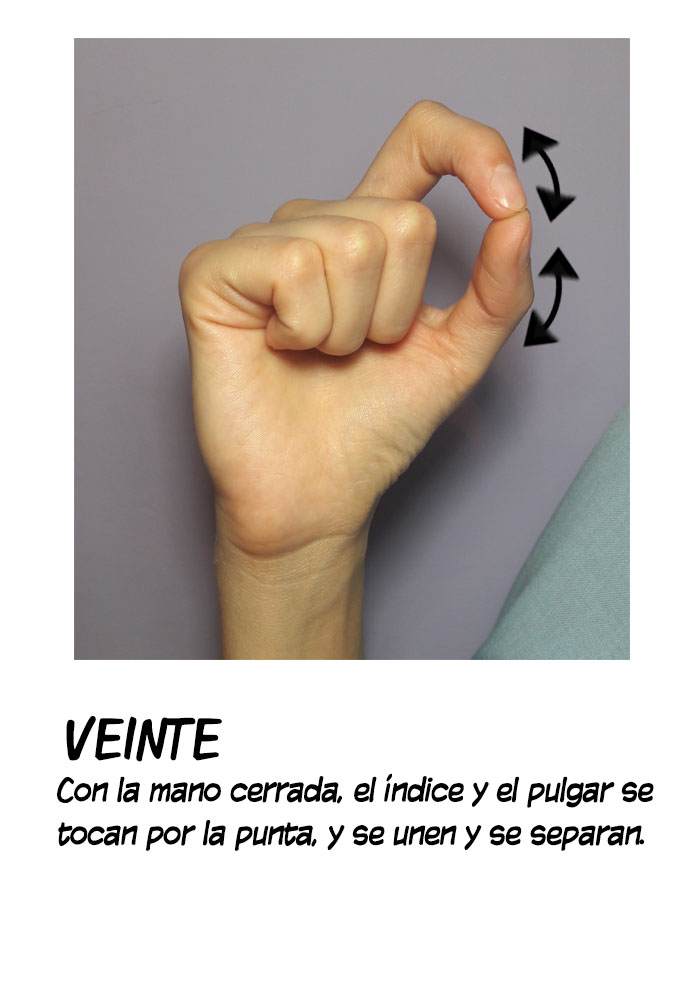 VEINTE
Con la mano cerrada, el índice y el pulgar se
tocan por la punta, y se unen y se separan.